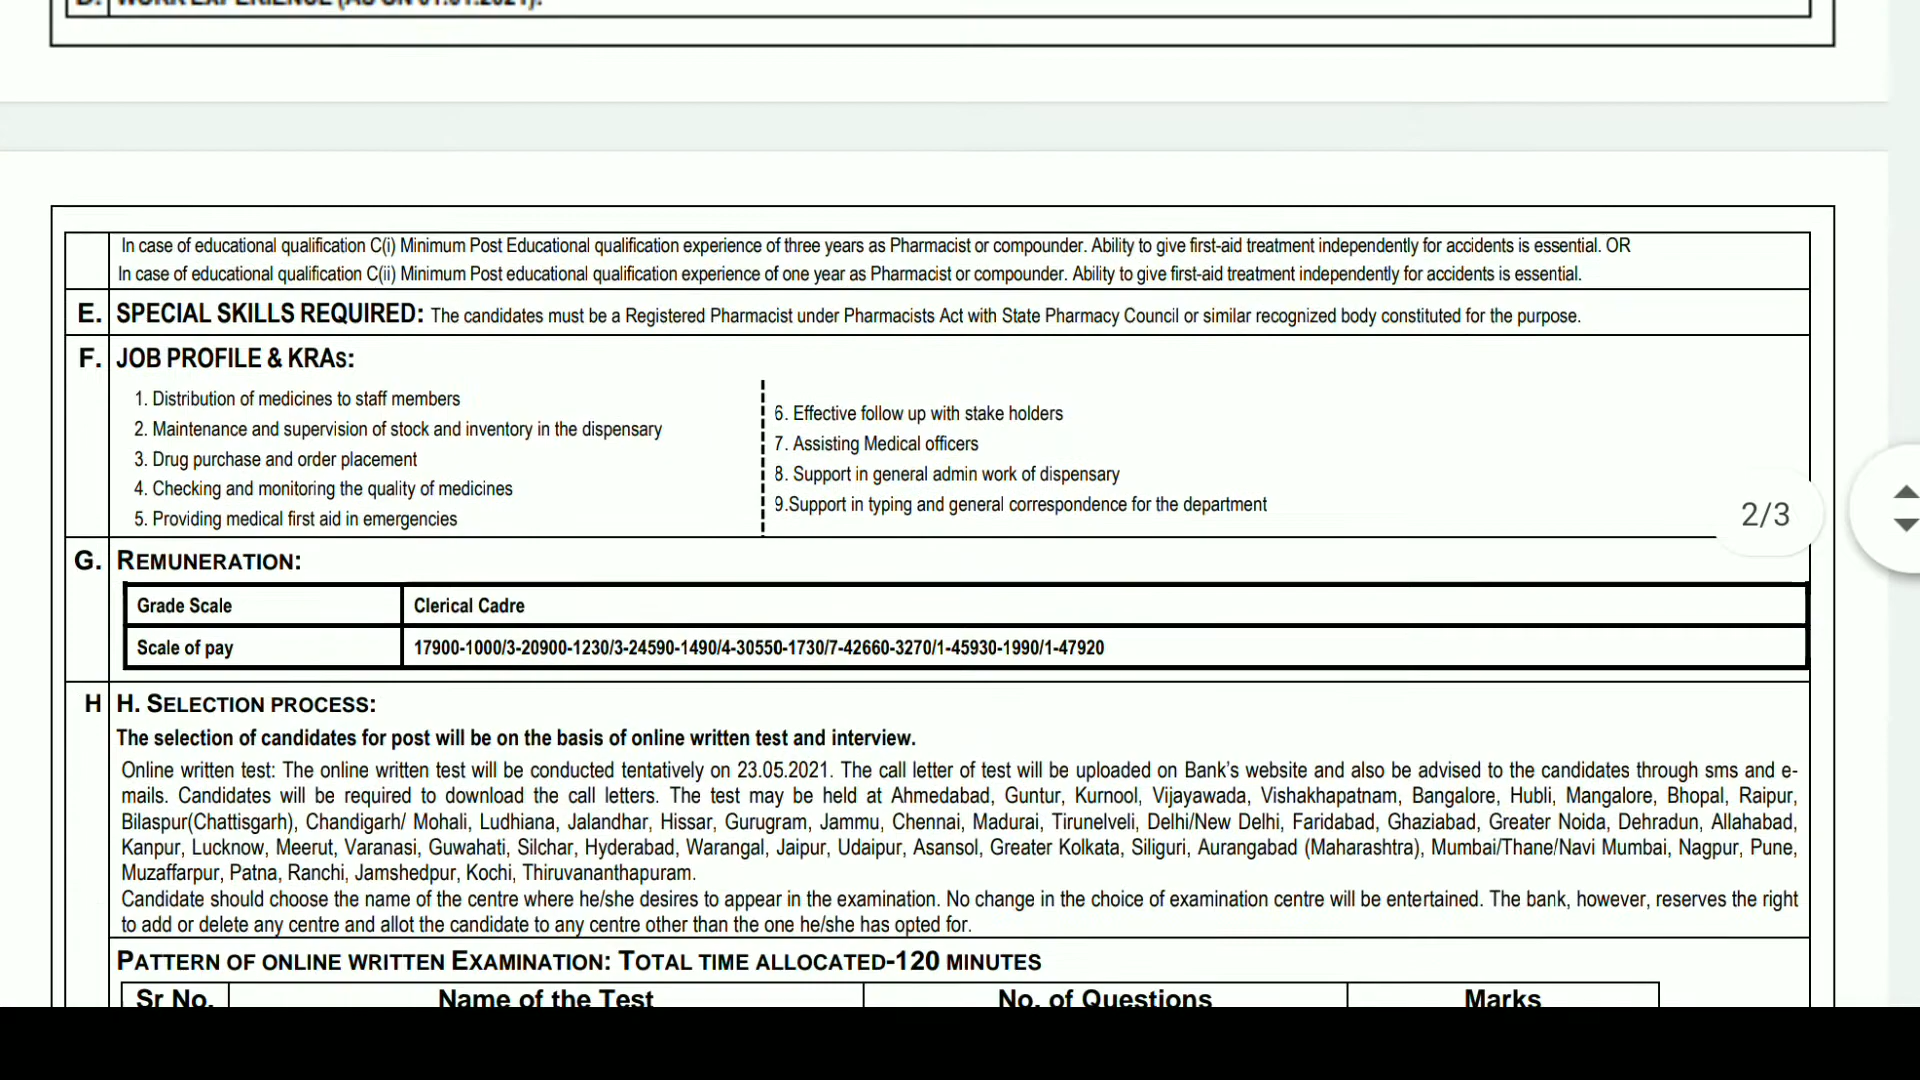 D. WORK EXPERIENCE (AS ON 01.01.2021):
In case of educational qualification C(i) Minimum Post Educational qualification experience of three years as Pharmacist or compounder. Ability to give first-aid treatment independently for accidents is essential. OR
In case of educational qualification C(ii) Minimum Post educational qualification experience of one year as Pharmacist or compounder. Ability to give first-aid treatment independently for accidents is essential.
E. SPECIAL SKILLS REQUIRED: The candidates must be a Registered Pharmacist under Pharmacists Act with State Pharmacy Council or similar recognized body constituted for the purpose.
F. JOB PROFILE & KRAs:
1. Distribution of medicines to staff members
2. Maintenance and supervision of stock and inventory in the dispensary
3. Drug purchase and order placement
4. Checking and monitoring the quality of medicines
5. Providing medical first aid in emergencies
6. Effective follow up with stake holders
7. Assisting Medical officers
8. Support in general admin work of dispensary
9.Support in typing and general correspondence for the department
2/3
G. REMUNERATION:
Grade Scale Clerical Cadre
Scale of pay 17900-1000/3-20900-1230/3-24590-1490/4-30550-1730/7-42660-3270/1-45930-1990/1-47920
H H. SELECTION PROCESS:
The selection of candidates for post will be on the basis of online written test and interview.
Online written test: The online written test will be conducted tentatively on 23.05.2021. The call letter of test will be uploaded on Bank's website and also be advised to the candidates through sms and e-
mails. Candidates will be required to download the call letters. The test may be held at Ahmedabad, Guntur, Kurnool, Vijayawada, Vishakhapatnam, Bangalore, Hubli, Mangalore, Bhopal, Raipur,
Bilaspur(Chattisgarh), Chandigarh/ Mohali, Ludhiana, Jalandhar, Hissar, Gurugram, Jammu, Chennai, Madurai, Tirunelveli, Delhi/New Delhi, Faridabad, Ghaziabad, Greater Noida, Dehradun, Allahabad,
Kanpur, Lucknow, Meerut, Varanasi, Guwahati, Silchar, Hyderabad, Warangal, Jaipur, Udaipur, Asansol, Greater Kolkata, Siliguri, Aurangabad (Maharashtra), Mumbai/Thane/Navi Mumbai, Nagpur, Pune,
Muzaffarpur, Patna, Ranchi, Jamshedpur, Kochi, Thiruvananthapuram.
Candidate should choose the name of the centre where he/she desires to appear in the examination. No change in the choice of examination centre will be entertained. The bank, however, reserves the right
to add or delete any centre and allot the candidate to any centre other than the one he/she has opted for.
PATTERN OF ONLINE WRITTEN EXAMINATION: TOTAL TIME ALLOCATED-120 MINUTES
Sr No. Name of the Test No. of Questions Marks